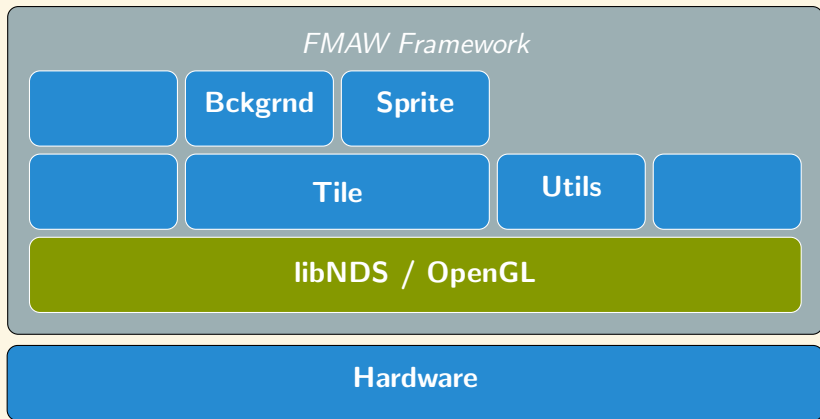 FMAW Framework
Bckgrnd
Sprite
Tile
Utils
libNDS / OpenGL
Hardware